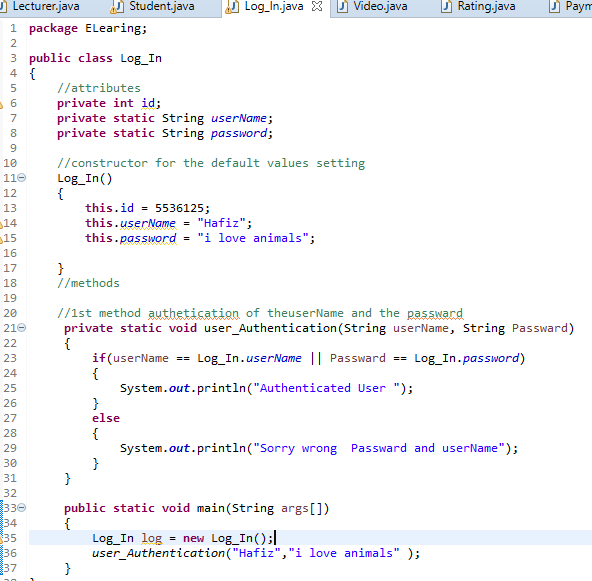 Lecturer.java Student.java Log_In.java Video.java Rating.java Paym
1 package ELearing;
2
3 public class Log_In
4 {
5 //attributes
6 private int id;
7 private static String userName;
8 private static String password;
9
10 //constructor for the default values setting
11 Log_In()
12 {
13 this.id = 5536125;
14 this.userName = "Hafiz";
15 this.password = "i love animals";
16
17 }
18 //methods
19
20 //1st method authetication of theuserName and the passward
21 private static void user_Authentication(String userName, String Passward)
22 {
23 if(userName == Log_In.userName || Passward == Log_In.password)
24 {
25 System.out.println("Authenticated User ");
26 }
27 else
28 {
29 System.out.println("Sorry wrong  Passward and userName");
30 }
31 }
32
33 public static void main(String args[])
34 {
35 Log_In log = new Log_In();
36 user_Authentication("Hafiz","i love animals" );
37 }